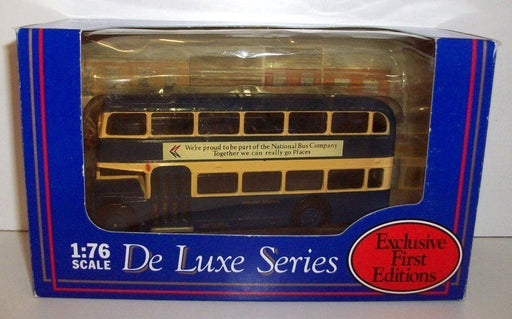 We're proud to be part of the National Bus Company
Together we can really go Places
1:76
SCALE
De Luxe Series
Exclusive
First
Editions